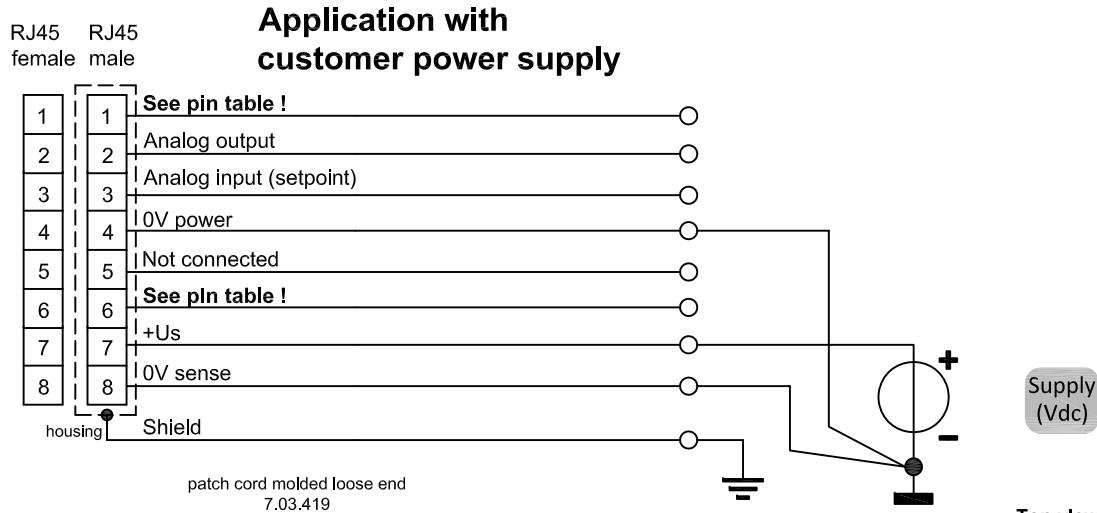 Application with
customer power supply
RJ45 RJ45
female male
1 1 See pin table !
2 2 Analog output
3 3 Analog input (setpoint)
4 4 0V power
5 5 Not connected
6 6 See pIn table !
7 7 +Us
8 8 0V sense
housing Shield
+
Supply
(Vdc)
patch cord molded loose end
7.03.419